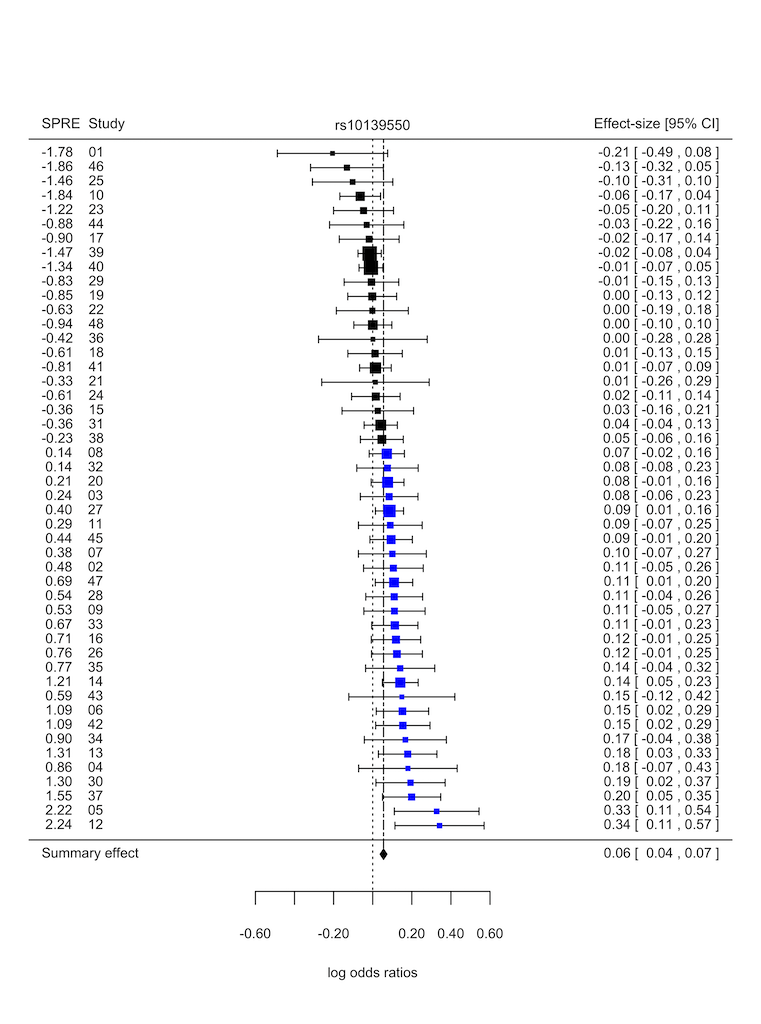 SPRE Study rs10139550 Effect-size [95% CI]
-1.78 01 -0.21 [ -0.49 , 0.08 ]
-1.86 46 -0.13 [ -0.32 , 0.05 ]
-1.46 25 -0.10 [ -0.31 , 0.10 ]
-1.84 10 -0.06 [ -0.17 , 0.04 ]
-1.22 23 -0.05 [ -0.20 , 0.11 ]
-0.88 44 -0.03 [ -0.22 , 0.16 ]
-0.90 17 -0.02 [ -0.17 , 0.14 ]
-1.47 39 -0.02 [ -0.08 , 0.04 ]
-1.34 40 -0.01 [ -0.07 , 0.05 ]
-0.83 29 -0.01 [ -0.15 , 0.13 ]
-0.85 19 0.00 [ -0.13 , 0.12 ]
-0.63 22 0.00 [ -0.19 , 0.18 ]
-0.94 48 0.00 [ -0.10 , 0.10 ]
-0.42 36 0.00 [ -0.28 , 0.28 ]
-0.61 18 0.01 [ -0.13 , 0.15 ]
-0.81 41 0.01 [ -0.07 , 0.09 ]
-0.33 21 0.01 [ -0.26 , 0.29 ]
-0.61 24 0.02 [ -0.11 , 0.14 ]
-0.36 15 0.03 [ -0.16 , 0.21 ]
-0.36 31 0.04 [ -0.04 , 0.13 ]
-0.23 38 0.05 [ -0.06 , 0.16 ]
0.14 08 0.07 [ -0.02 , 0.16 ]
0.14 32 0.08 [ -0.08 , 0.23 ]
0.21 20 0.08 [ -0.01 , 0.16 ]
0.24 03 0.08 [ -0.06 , 0.23 ]
0.40 27 0.09 [ 0.01 , 0.16 ]
0.29 11 0.09 [ -0.07 , 0.25 ]
0.44 45 0.09 [ -0.01 , 0.20 ]
0.38 07 0.10 [ -0.07 , 0.27 ]
0.48 02 0.11 [ -0.05 , 0.26 ]
0.69 47 0.11 [ 0.01 , 0.20 ]
0.54 28 0.11 [ -0.04 , 0.26 ]
0.53 09 0.11 [ -0.05 , 0.27 ]
0.67 33 0.11 [ -0.01 , 0.23 ]
0.71 16 0.12 [ -0.01 , 0.25 ]
0.76 26 0.12 [ -0.01 , 0.25 ]
0.77 35 0.14 [ -0.04 , 0.32 ]
1.21 14 0.14 [ 0.05 , 0.23 ]
0.59 43 0.15 [ -0.12 , 0.42 ]
1.09 06 0.15 [ 0.02 , 0.29 ]
1.09 42 0.15 [ 0.02 , 0.29 ]
0.90 34 0.17 [ -0.04 , 0.38 ]
1.31 13 0.18 [ 0.03 , 0.33 ]
0.86 04 0.18 [ -0.07 , 0.43 ]
1.30 30 0.19 [ 0.02 , 0.37 ]
1.55 37 0.20 [ 0.05 , 0.35 ]
2.22 05 0.33 [ 0.11 , 0.54 ]
2.24 12 0.34 [ 0.11 , 0.57 ]
Summary effect 0.06 [ 0.04 , 0.07 ]
-0.60 -0.20 0.20 0.40 0.60
log odds ratios